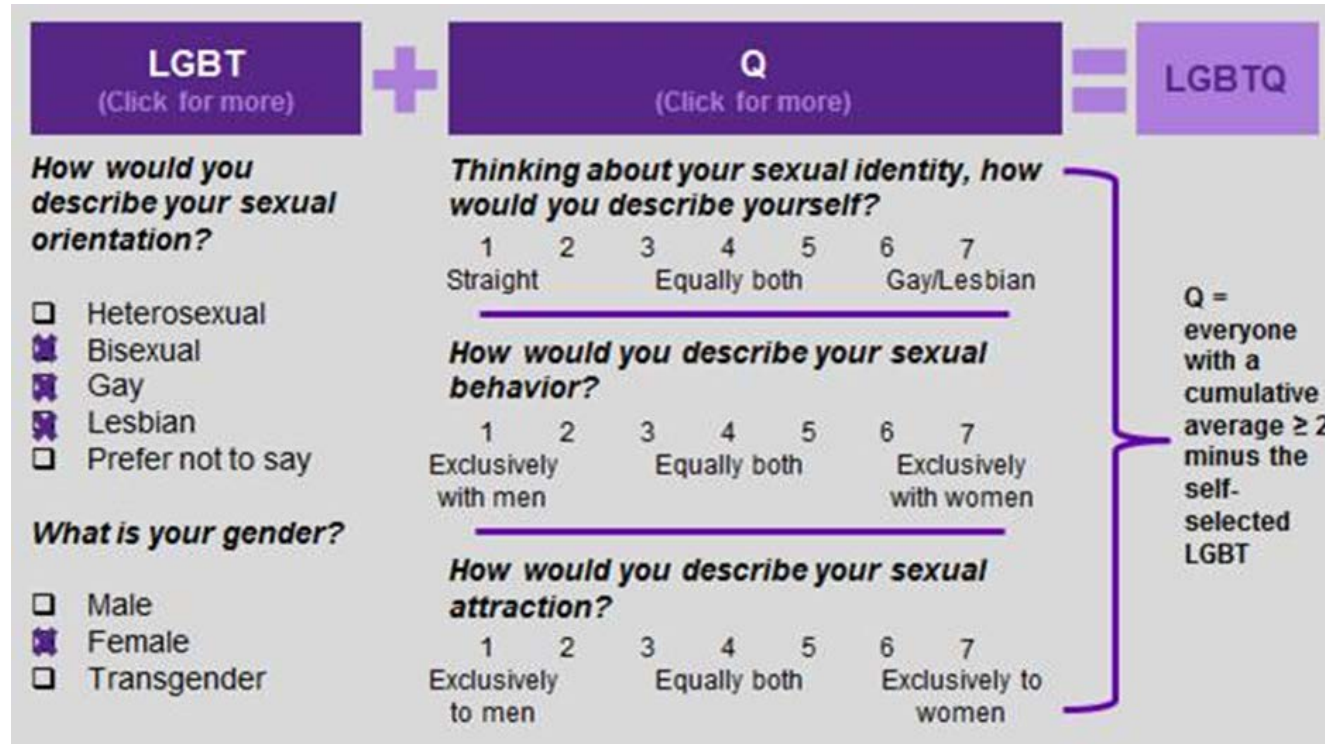 LGBT
(Click for more)
How would you
describe your sexual
orientation?
Heterosexual
Bisexual
Gay
Lesbian
Prefer not to say
What is your gender?
Male
Female
Transgender
Q
(Click for more)
Thinking about your sexual identity, how
would you describe yourself?
1 2 3 4 5 6 7
Straight Equally both Gay/Lesbian
How would you describe your sexual
behavior?
1 2 3 4 5 6 7
Exclusively Equally both Exclusively
with men with women
How would you describe your sexual
attraction?
1 2 3 4 5 6 7
Exclusively Equally both Exclusively to
to men women
LGBTQ
Q =
everyone
with a
cumulative
average ≥ 2
minus the
self-
selected
LGBT